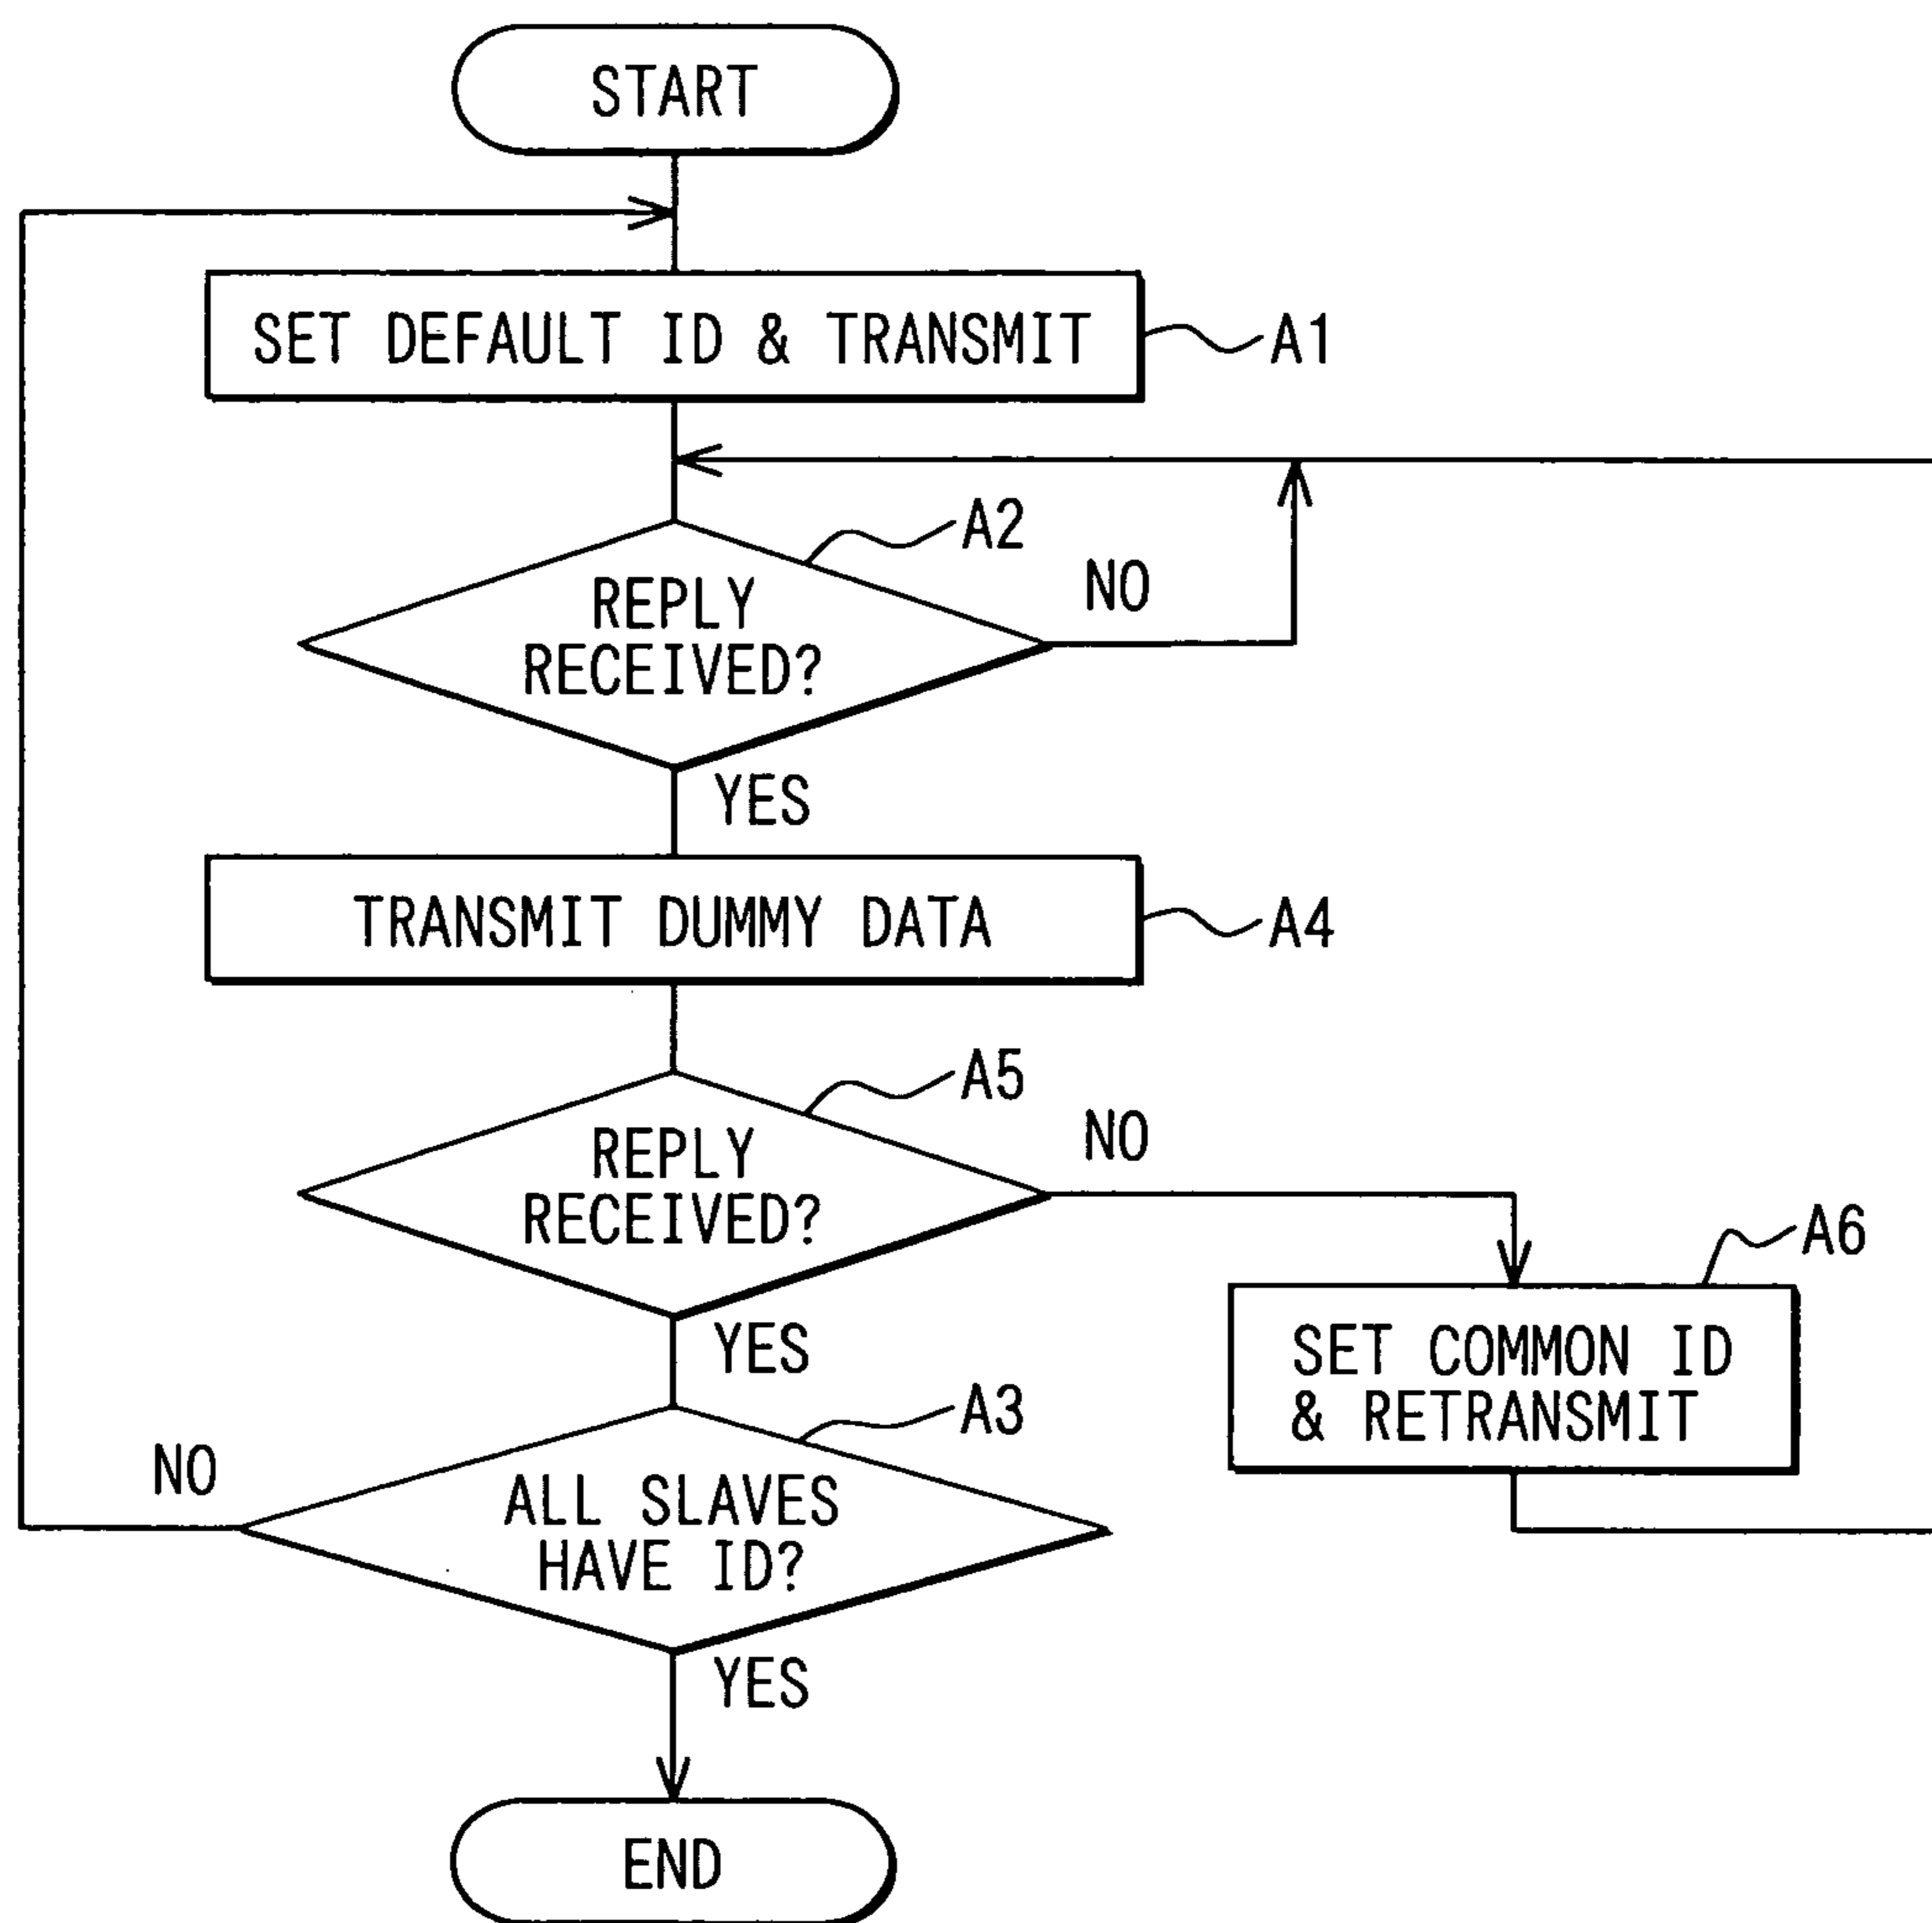 START
SET DEFAULT ID & TRANSMIT
A1
A2
REPLY
RECEIVED?
NO
YES
TRANSMIT DUMMY DATA
A4
A5
REPLY
RECEIVED?
NO
A6
YES
SET COMMON ID
& RETRANSMIT
A3
ALL SLAVES
HAVE ID?
NO
YES
END